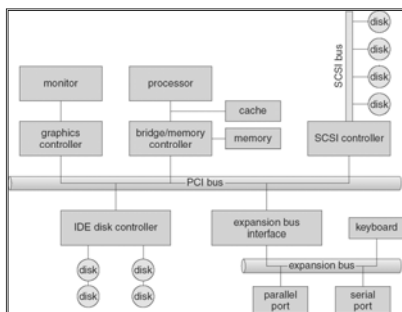 disk
disk
disk
disk
SCSI bus
monitor
processor
cache
graphics
controller
bridge/memory
controller
memory
SCSI controller
PCI bus
IDE disk controller
expansion bus
interface
keyboard
disk
disk
disk
disk
expansion bus
parallel
port
serial
port